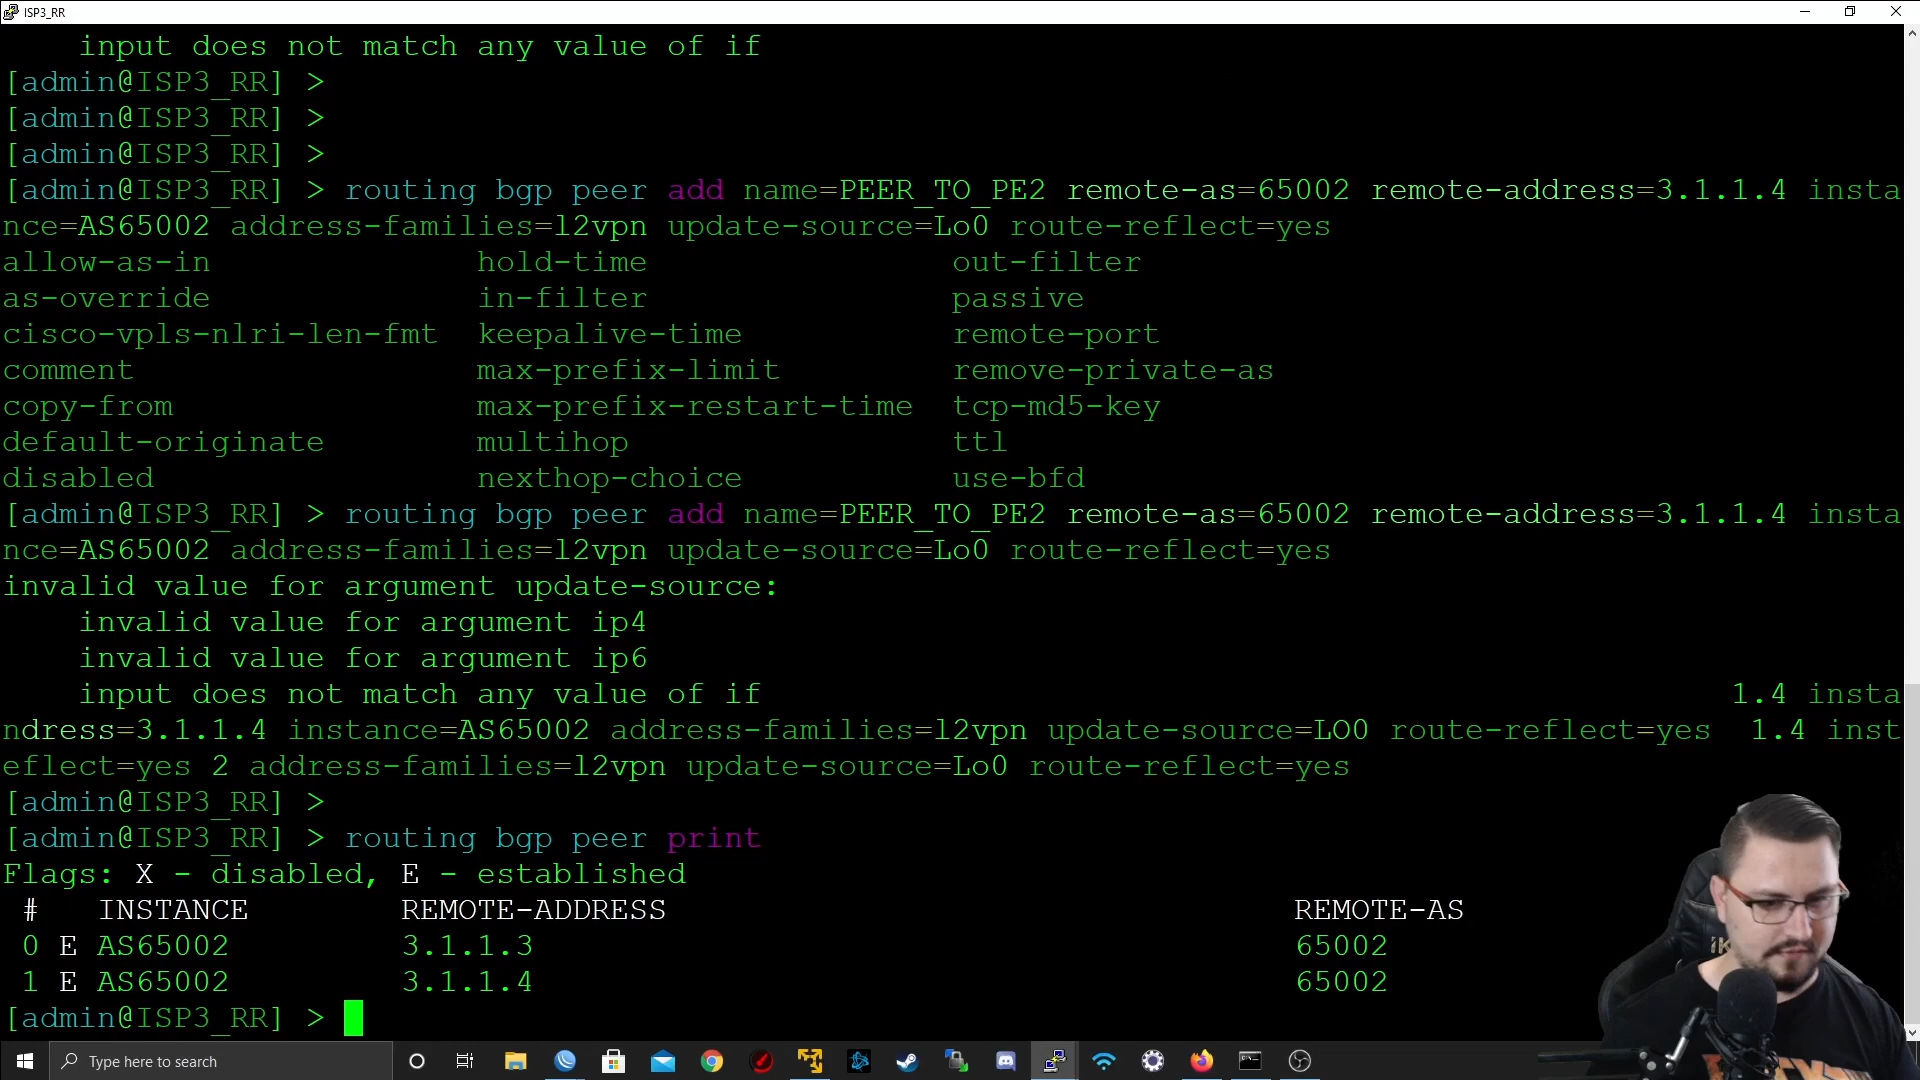 ISP3_RR
    input does not match any value of if
[admin@ISP3_RR] >
[admin@ISP3_RR] >
[admin@ISP3_RR] >
[admin@ISP3_RR] > routing bgp peer add name=PEER_TO_PE2 remote-as=65002 remote-address=3.1.1.4 insta
nce=AS65002 address-families=l2vpn update-source=Lo0 route-reflect=yes
allow-as-in hold-time out-filter
as-override in-filter passive
cisco-vpls-nlri-len-fmt keepalive-time remote-port
comment max-prefix-limit remove-private-as
copy-from max-prefix-restart-time tcp-md5-key
default-originate multihop ttl
disabled nexthop-choice use-bfd
[admin@ISP3_RR] > routing bgp peer add name=PEER_TO_PE2 remote-as=65002 remote-address=3.1.1.4 insta
nce=AS65002 address-families=l2vpn update-source=Lo0 route-reflect=yes
invalid value for argument update-source:
    invalid value for argument ip4
    invalid value for argument ip6
    input does not match any value of if 1.4 insta
ndress=3.1.1.4 instance=AS65002 address-families=l2vpn update-source=LO0 route-reflect=yes  1.4 inst
eflect=yes 2 address-families=l2vpn update-source=Lo0 route-reflect=yes
[admin@ISP3_RR] >
[admin@ISP3_RR] > routing bgp peer print
Flags: X - disabled, E - established
# INSTANCE REMOTE-ADDRESS REMOTE-AS
0 E AS65002 3.1.1.3 65002
1 E AS65002 3.1.1.4 65002
[admin@ISP3_RR] >
Type here to search